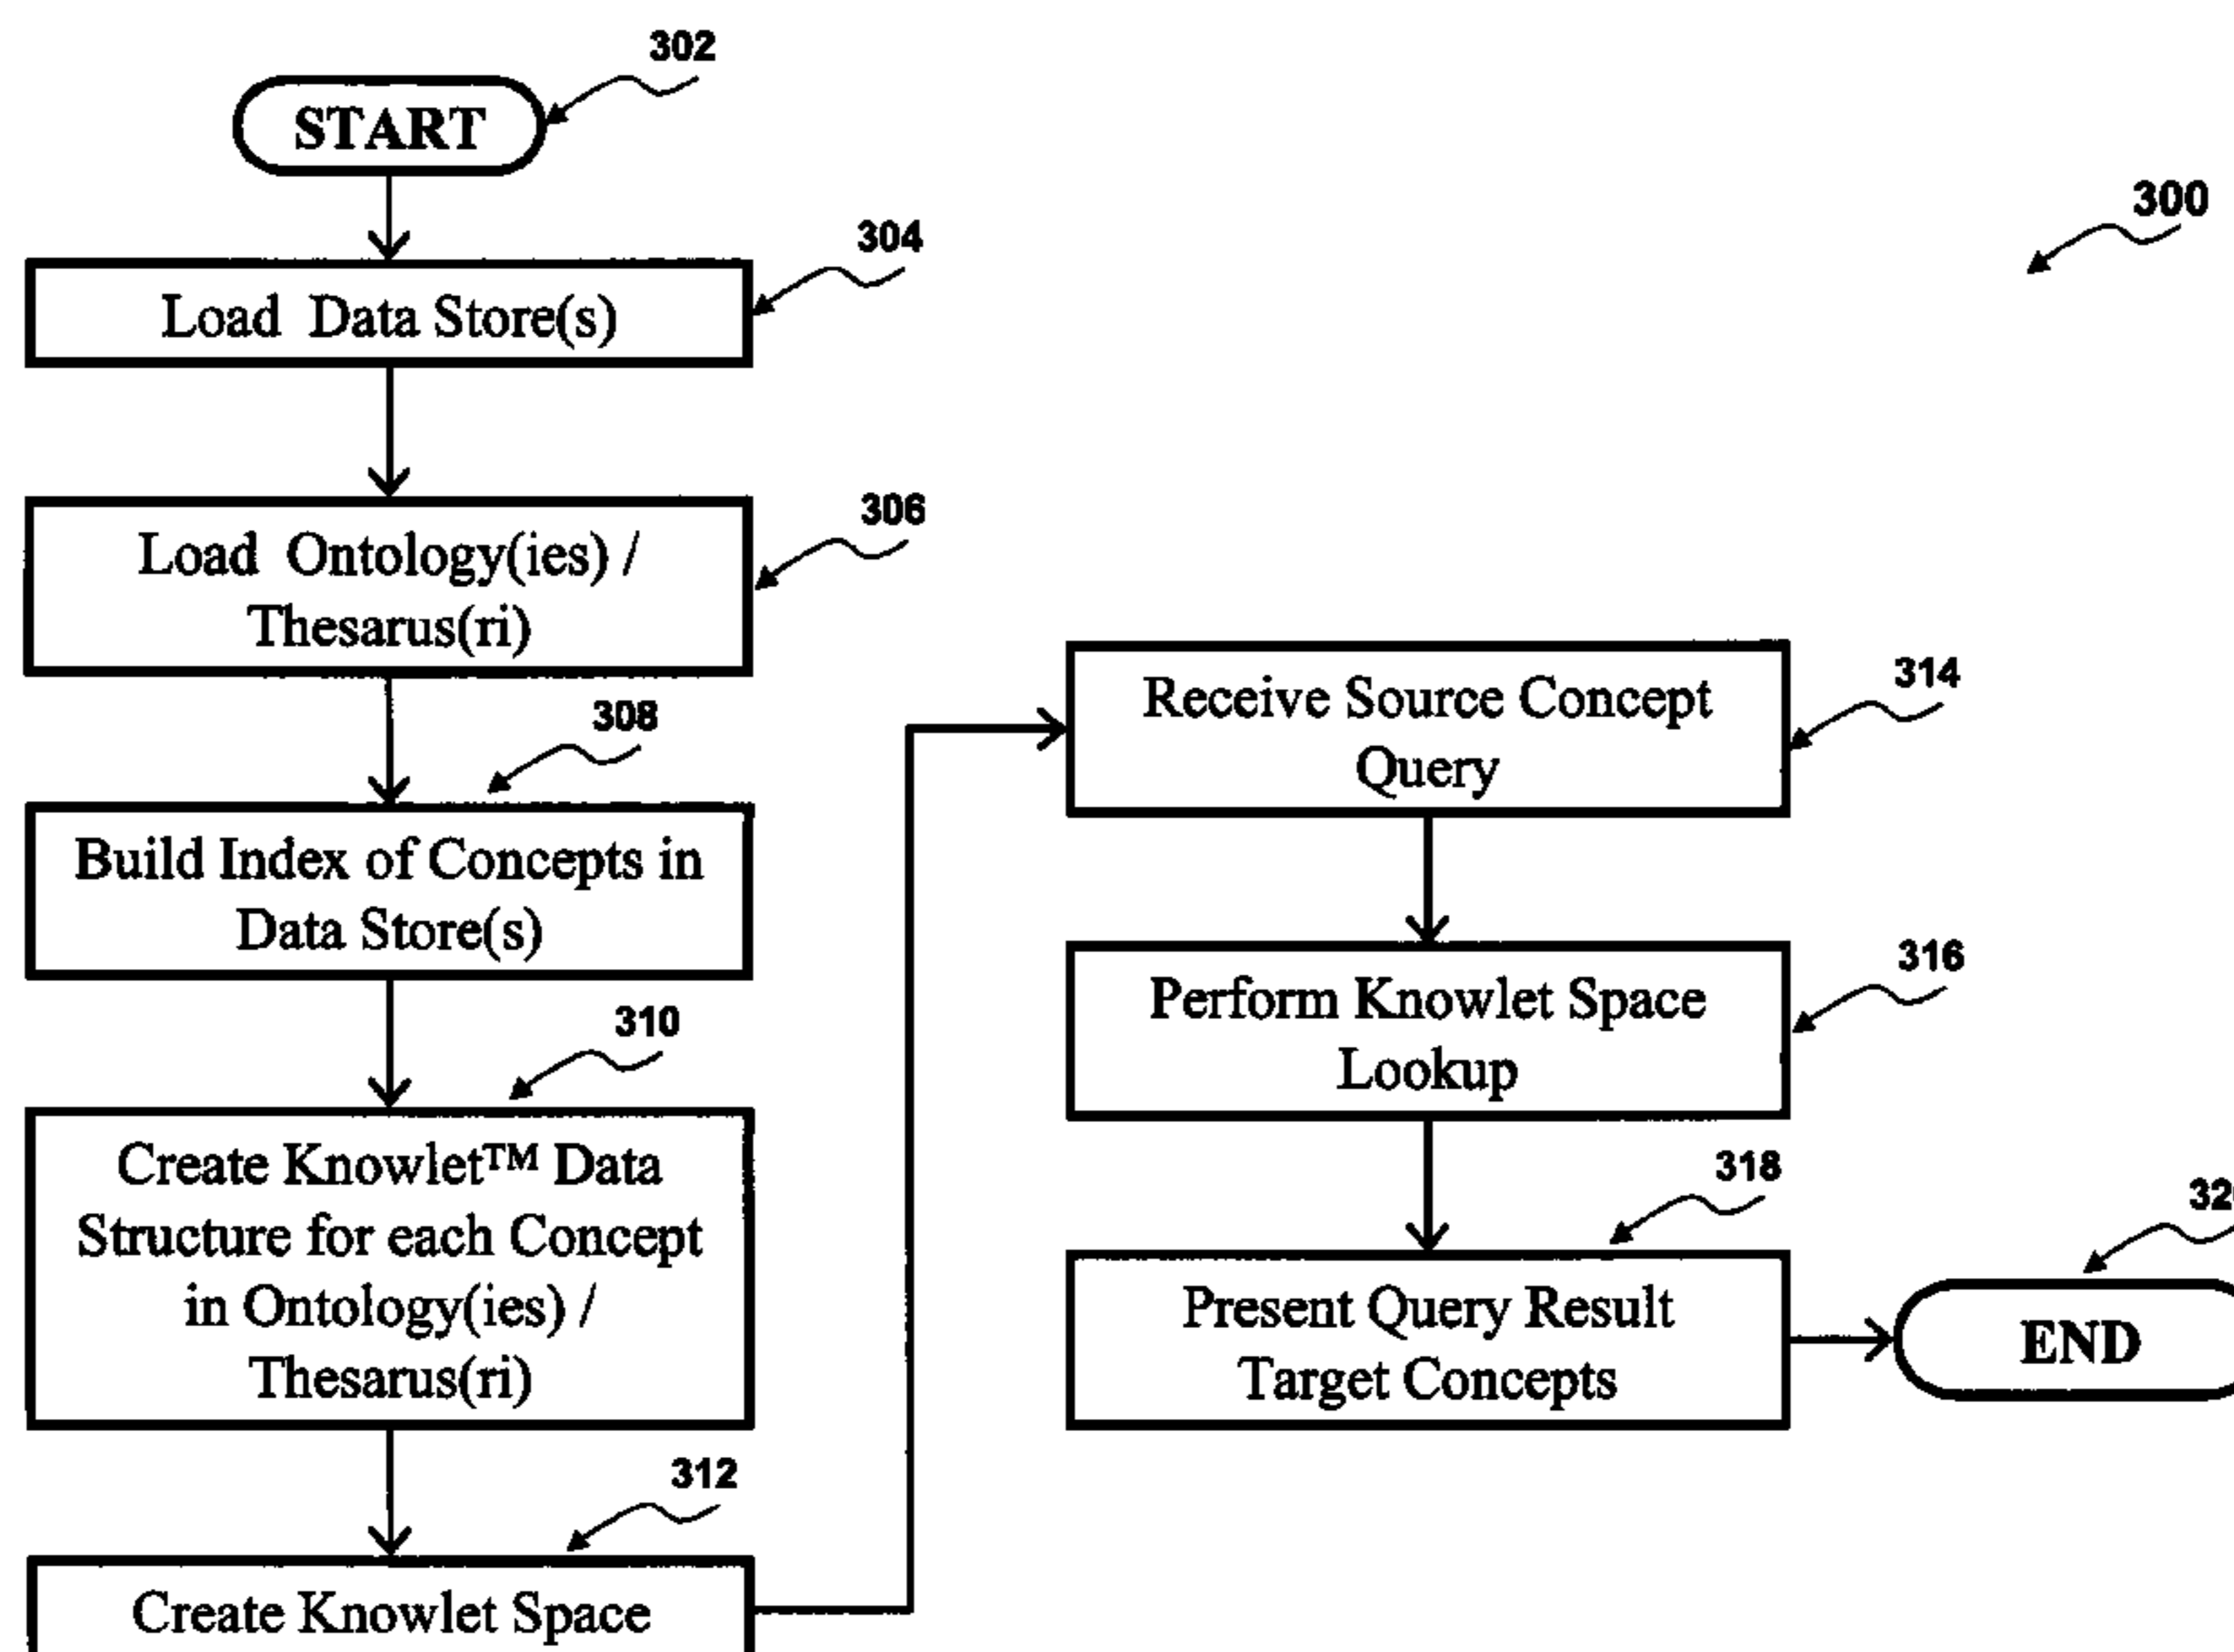 302
START
300
304
Load Data Store(s)
306
Load Ontology(ies) /
Thesarus(ri)
308
Build Index of Concepts in
Data Store(s)
310
Create Knowlet™ Data
Structure for each Concept
in Ontology(ies) /
Thesarus(ri)
312
Create Knowlet Space
314
Receive Source Concept
Query
316
Perform Knowlet Space
Lookup
318
Present Query Result
Target Concepts
END